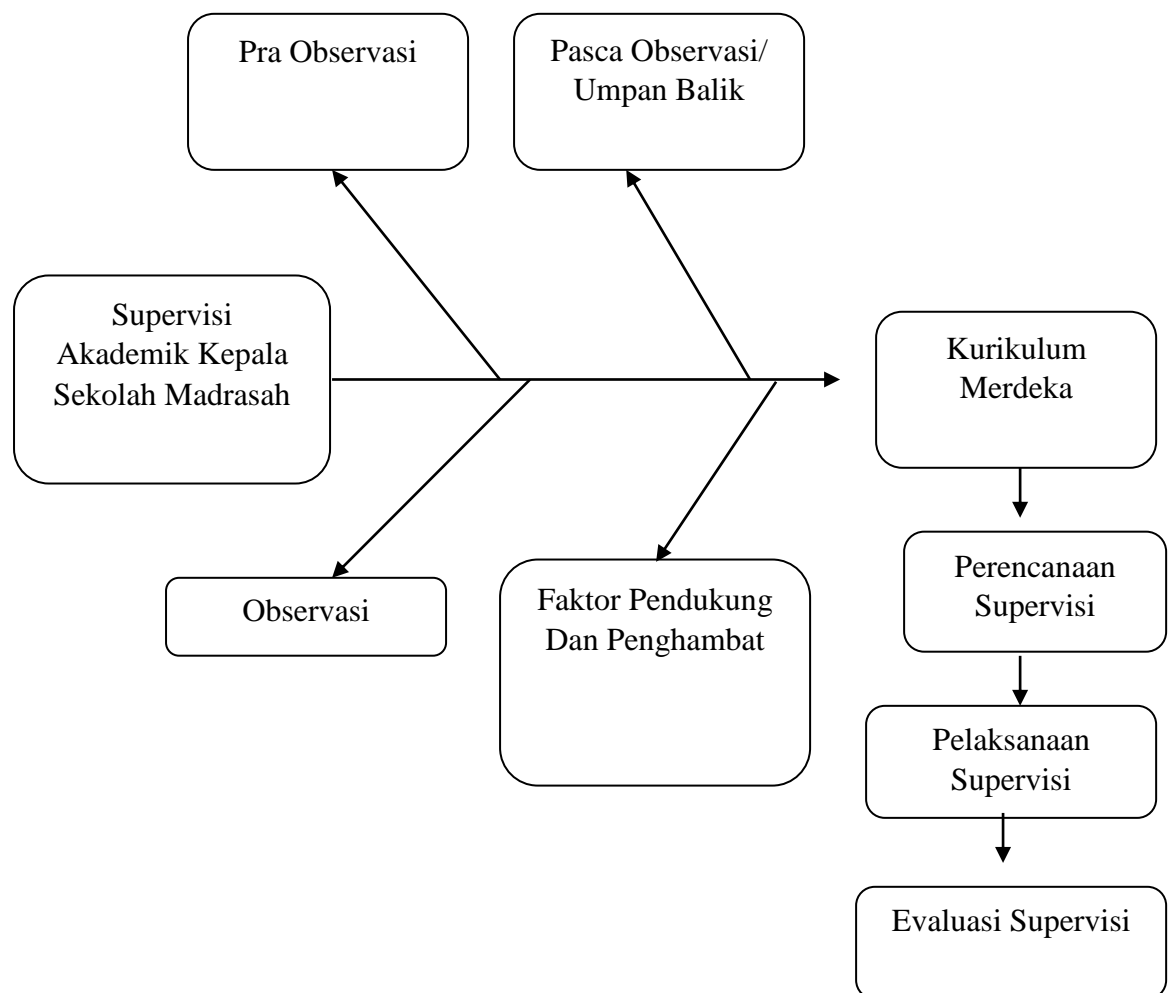 Pra Observasi
Pasca Observasi/
Umpan Balik
Supervisi
Akademik Kepala
Sekolah Madrasah
Kurikulum
Merdeka
Observasi
Faktor Pendukung
Dan Penghambat
Perencanaan
Supervisi
Pelaksanaan
Supervisi
Evaluasi Supervisi